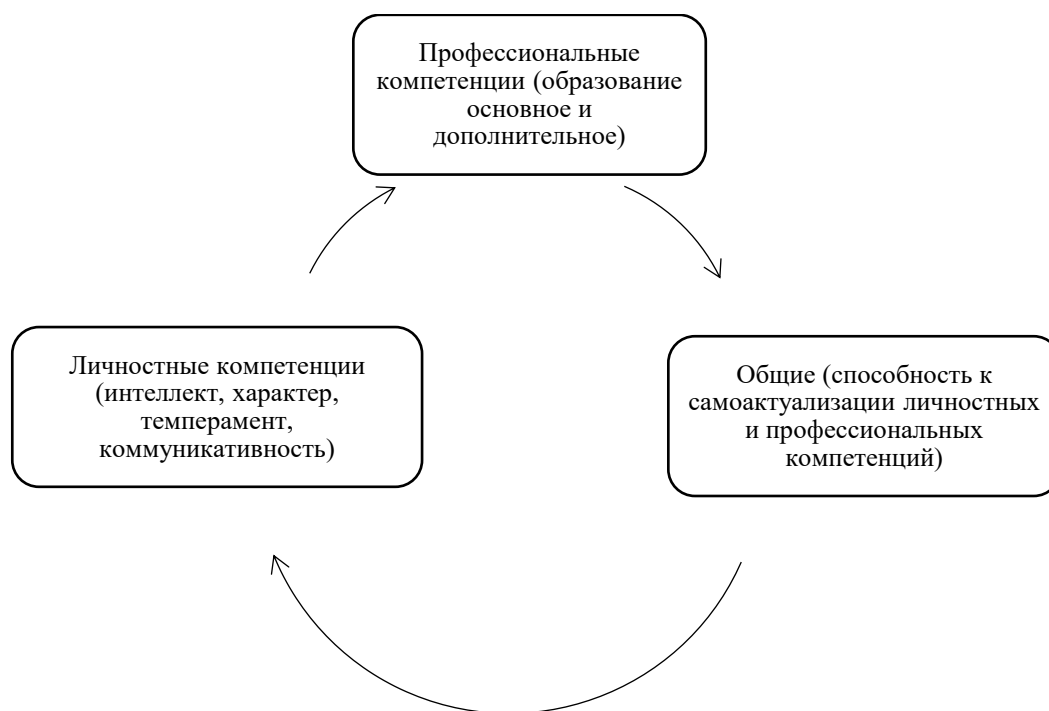 Профессиональные
компетенции (образование
основное и
дополнительное)
Личностные компетенции
(интеллект, характер,
темперамент,
коммуникативность)
Общие (способность к
самоактуализации личностных
и профессиональных
компетенций)